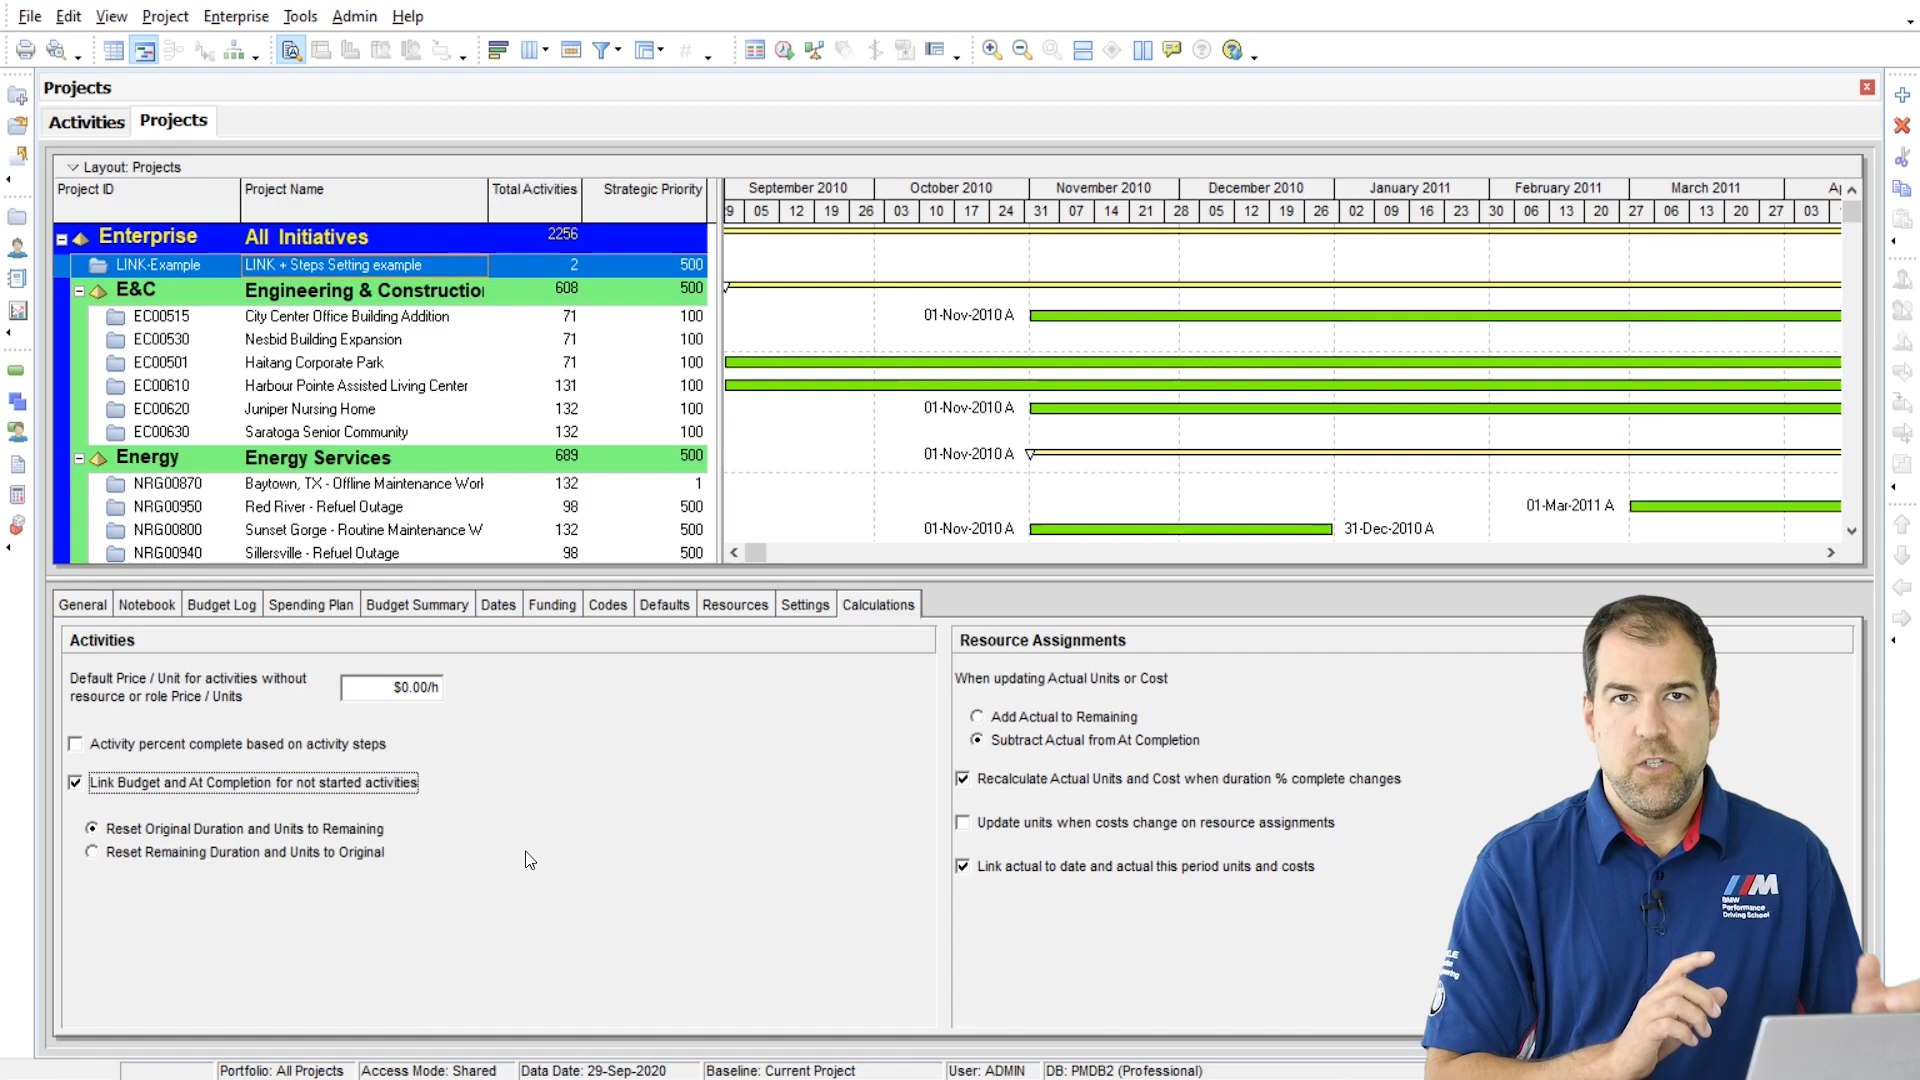 File Edit View Project Enterprise Tools Admin Help
Projects
Activities Projects
Layout: Projects
Project ID Project Name Total Activities Strategic Priority
September 2010 October 2010 November 2010 December 2010 January 2011 February 2011 March 2011
05 12 19 26 03 10 17 24 31 07 14 21 28 05 12 19 26 02 09 16 23 30 06 13 20 27 06 13 20 27 03
Enterprise All Initiatives 2256
LINK-Example LINK + Steps Setting example 2 500
E&C Engineering & Constructio 608 500
EC00515 City Center Office Building Addition 71 100 01-Nov-2010 A
EC00530 Nesbid Building Expansion 71 100
EC00501 Haitang Corporate Park 71 100
EC00610 Harbour Pointe Assisted Living Center 131 100
EC00620 Juniper Nursing Home 132 100 01-Nov-2010 A
EC00630 Saratoga Senior Community 132 100
Energy Energy Services 689 500 01-Nov-2010 A
NRG00870 Baytown, TX - Offline Maintenance Work 132 1
NRG00950 Red River - Refuel Outage 98 500 01-Mar-2011 A
NRG00800 Sunset Gorge - Routine Maintenance W 132 500 01-Nov-2010 A 31-Dec-2010 A
NRG00940 Sillersville - Refuel Outage 98 500
General Notebook Budget Log Spending Plan Budget Summary Dates Funding Codes Defaults Resources Settings Calculations
Activities
Default Price / Unit for activities without
resource or role Price / Units
$0.00/h
Activity percent complete based on activity steps
Link Budget and At Completion for not started activities
Reset Original Duration and Units to Remaining
Reset Remaining Duration and Units to Original
Resource Assignments
When updating Actual Units or Cost
Add Actual to Remaining
Subtract Actual from At Completion
Recalculate Actual Units and Cost when duration % complete changes
Update units when costs change on resource assignments
Link actual to date and actual this period units and costs
M
BMW
Performance
Driving School
Portfolio: All Projects Access Mode: Shared Data Date: 29-Sep-2020 Baseline: Current Project User: ADMIN DB: PMDB2 (Professional)